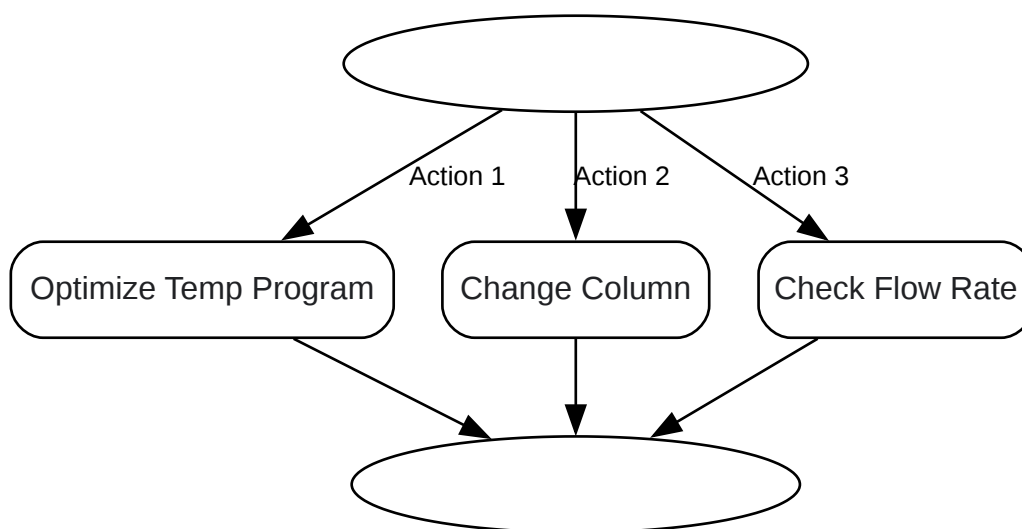 Action 1
Action 2
Action 3
Optimize Temp Program
Change Column
Check Flow Rate